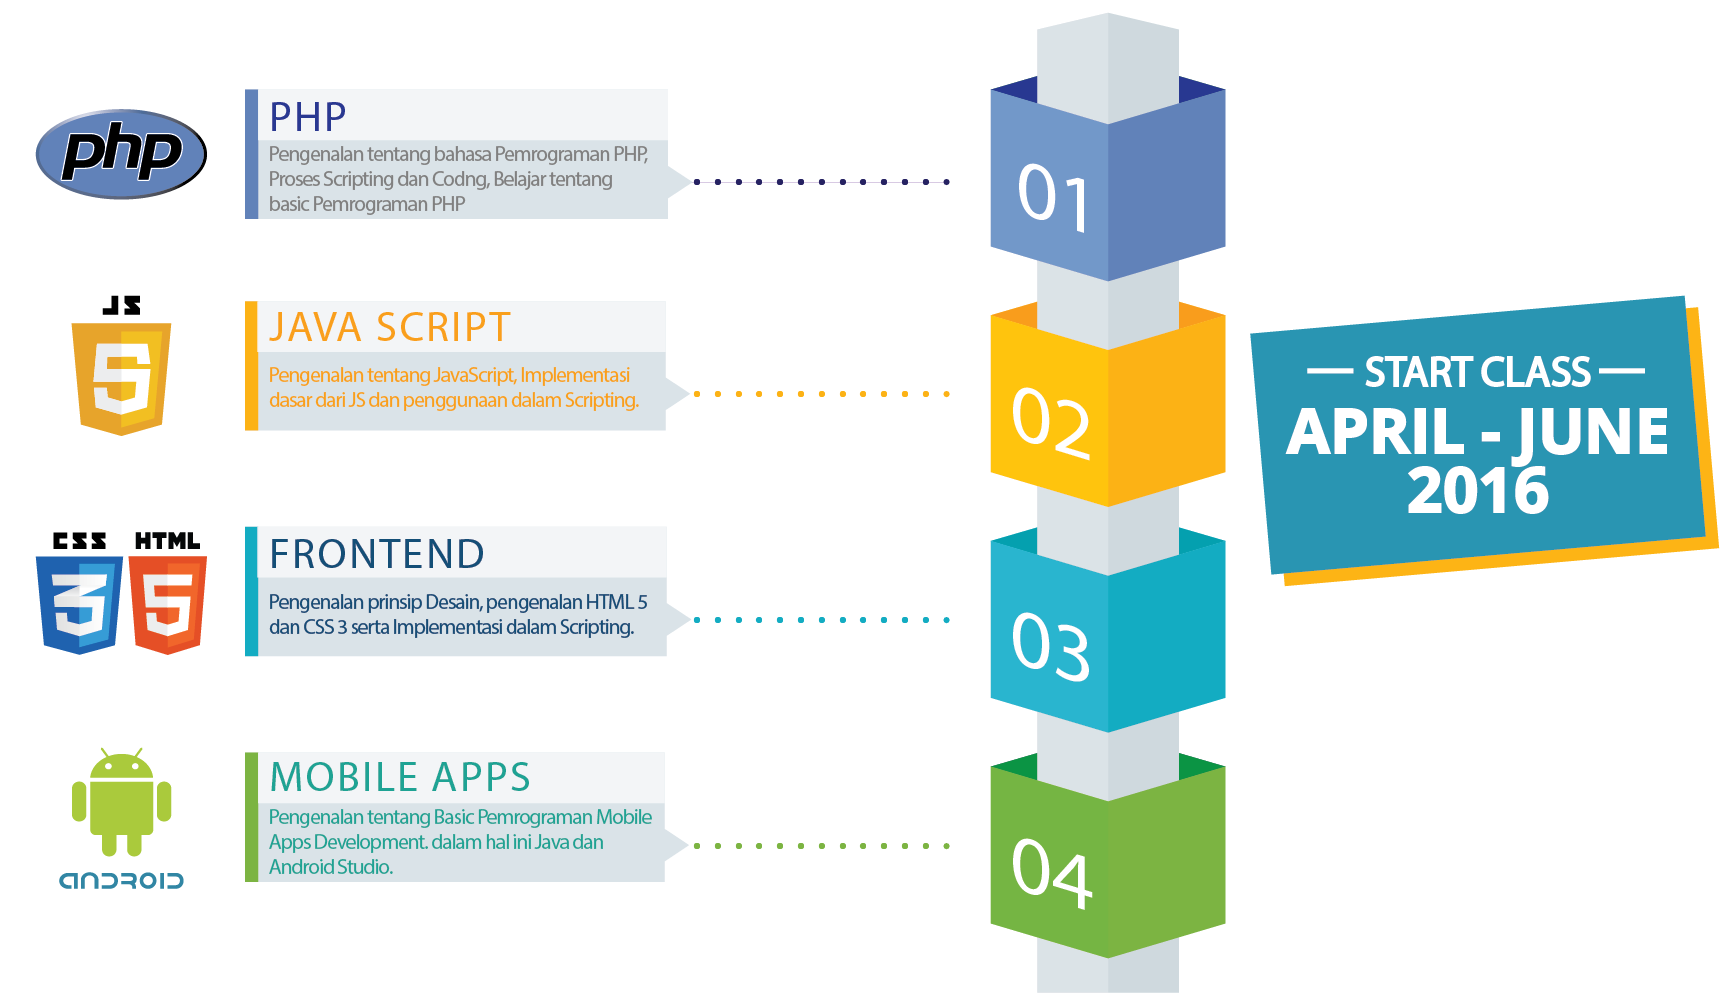 php
PHP
Pengenalan tentang bahasa Pemrograman PHP,
Proses Scripting dan Codng, Belajar tentang
basic Pemrograman PHP
01
JS
5
JAVA SCRIPT
Pengenalan tentang JavaScript, Implementasi
dasar dari JS dan penggunaan dalam Scripting.
02
START CLASS
APRIL - JUNE
2016
CSS HTML
3 5
FRONTEND
Pengenalan prinsip Desain, pengenalan HTML 5
dan CSS 3 serta Implementasi dalam Scripting.
03
MOBILE APPS
Pengenalan tentang Basic Pemrograman Mobile
Apps Development. dalam hal ini Java dan
Android Studio.
ANDROID
04